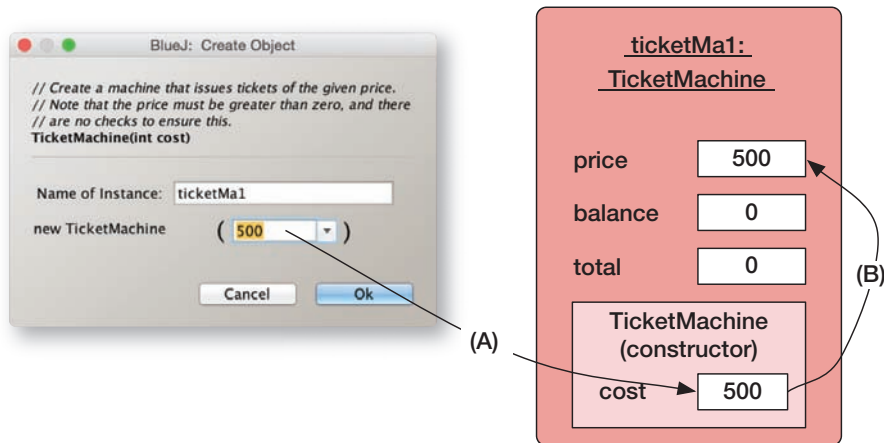 BlueJ: Create Object
// Create a machine that issues tickets of the given price.
// Note that the price must be greater than zero, and there
// are no checks to ensure this.
TicketMachine(int cost)
Name of Instance: ticketMa1
new TicketMachine ( 500 )
Cancel Ok
(A)
ticketMa1:
TicketMachine
price 500
balance 0
total 0
(B)
TicketMachine
(constructor)
cost 500